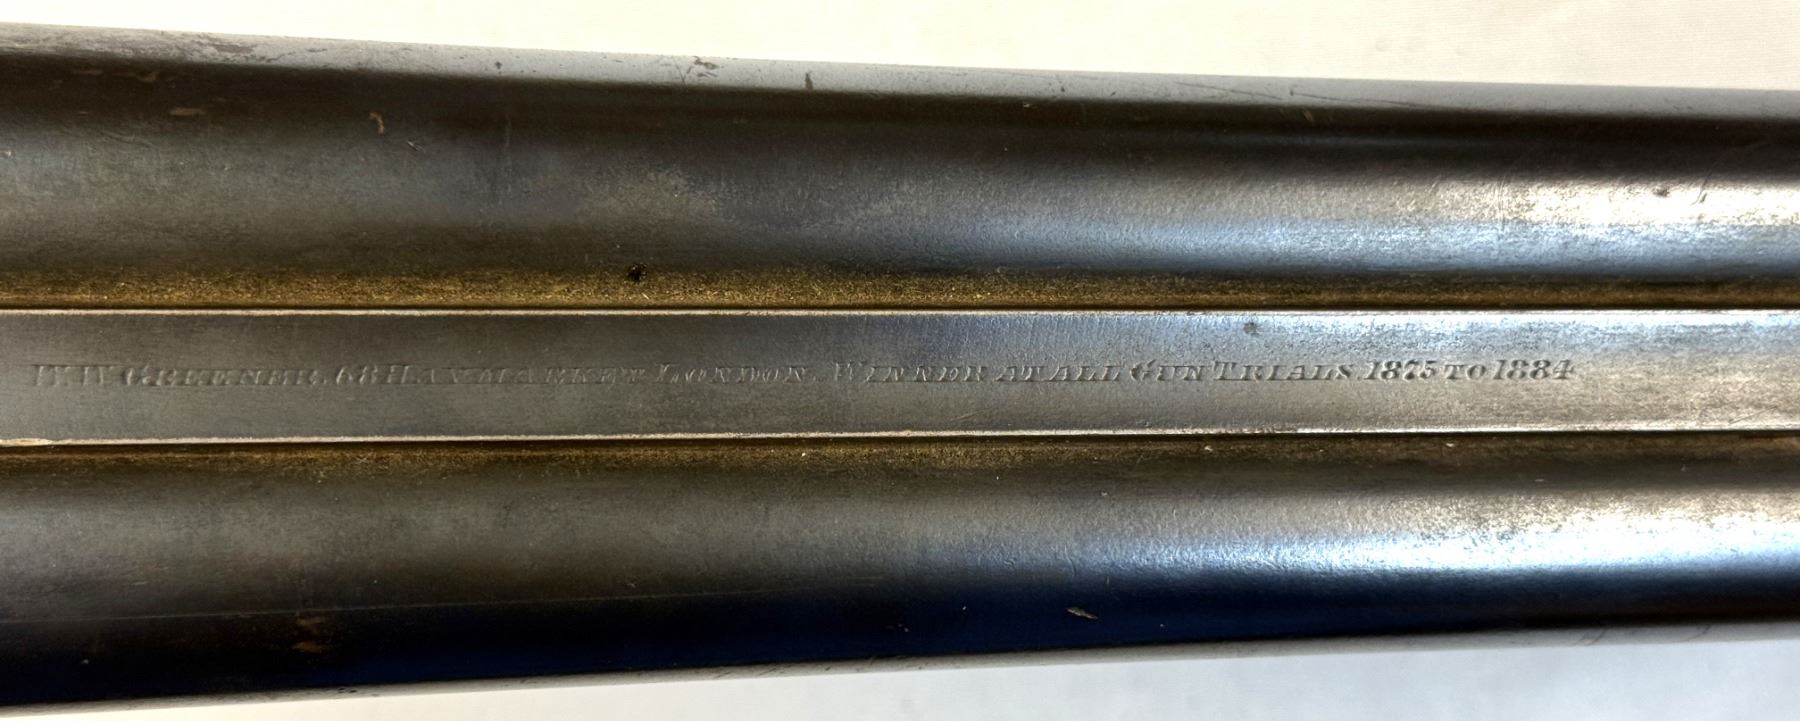 W.W GREENER. 68 HAYMARKET LONDON. WINNER AT ALL GUN TRIALS 1875 TO 1884